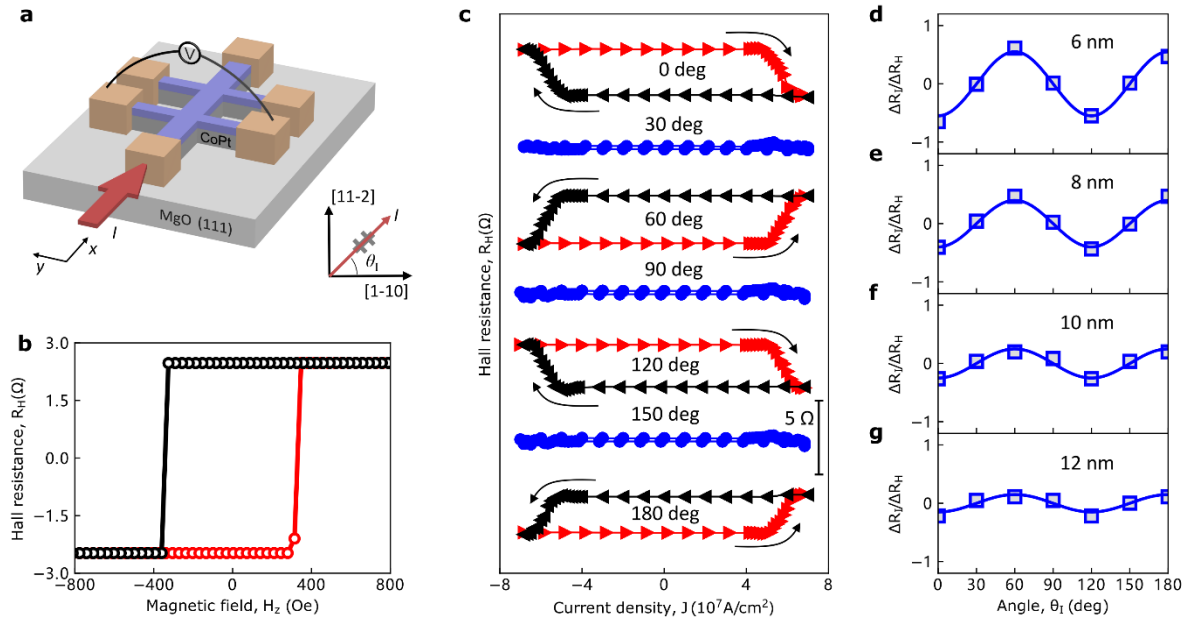 a
V
CoPt
MgO (111)
I
x
y
[11-2]
I
θI
[1-10]
b
Hall resistance, RH(Ω)
3.0
1.5
0.0
−1.5
−3.0
−800
−400
0
400
800
Magnetic field, Hz (Oe)
c
Hall resistance, RH(Ω)
0 deg
30 deg
60 deg
90 deg
120 deg
150 deg
5 Ω
180 deg
−8
−4
0
4
8
Current density, J (10⁷A/cm²)
d
ΔRI/ΔRH
1
0
−1
6 nm
e
ΔRI/ΔRH
1
0
−1
8 nm
f
ΔRI/ΔRH
1
0
−1
10 nm
g
ΔRI/ΔRH
1
0
−1
12 nm
0
30
60
90
120
150
180
Angle, θI (deg)